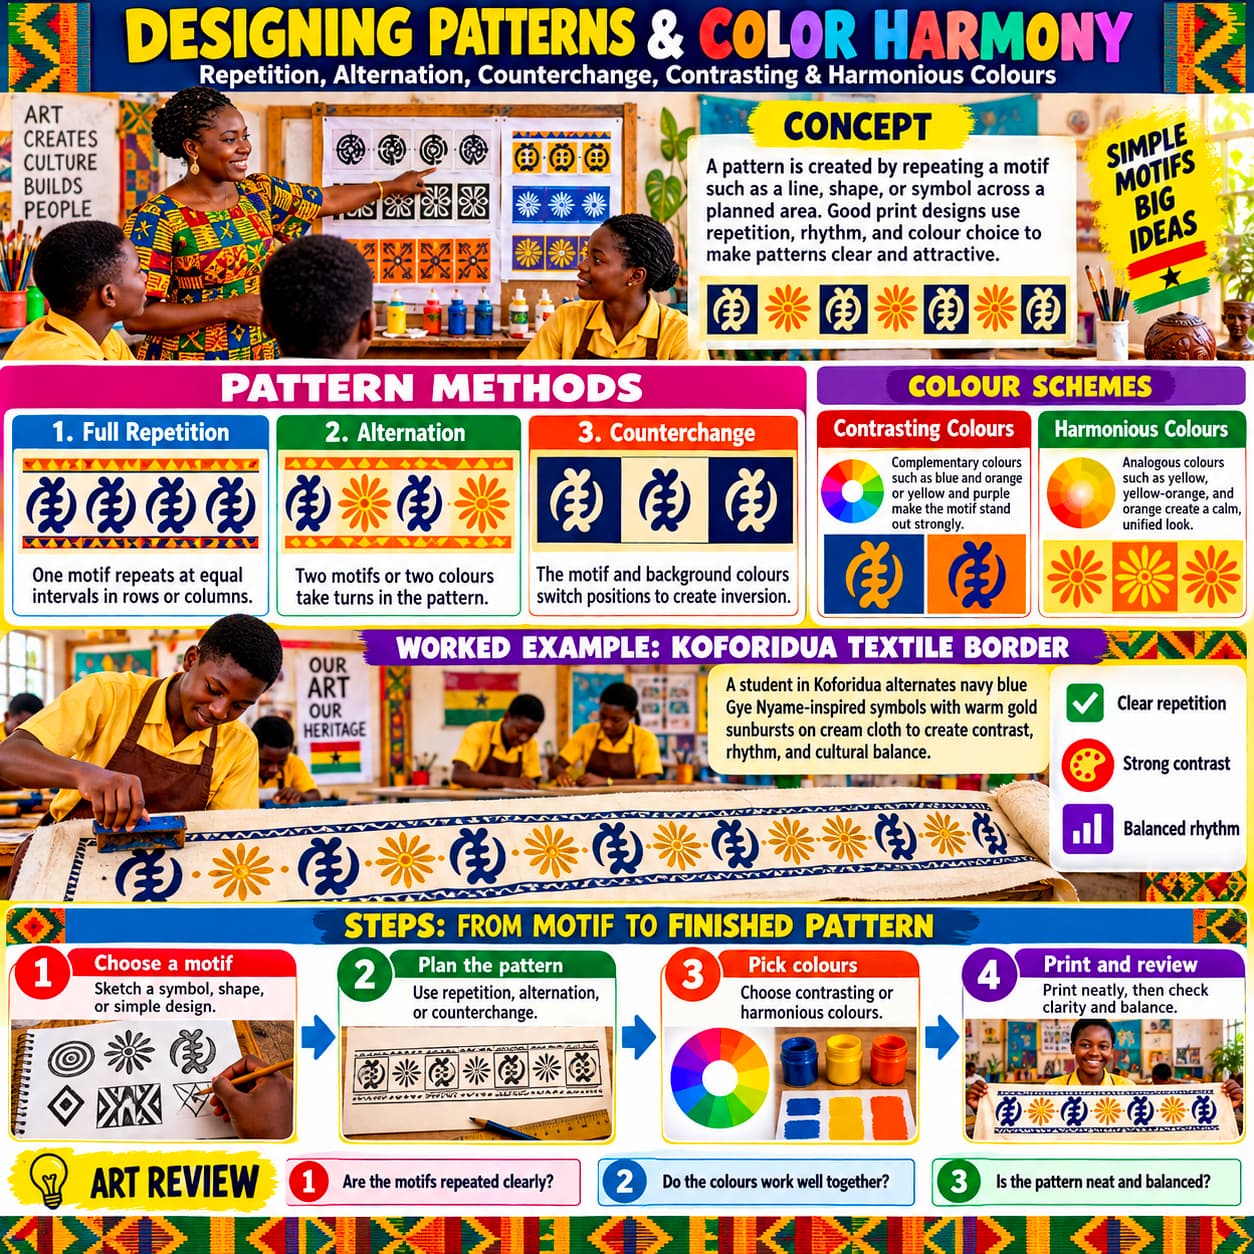 DESIGNING PATTERNS & COLOR HARMONY
Repetition, Alternation, Counterchange, Contrasting & Harmonious Colours
ART
CREATES
CULTURE
BUILDS
PEOPLE
CONCEPT
A pattern is created by repeating a motif
such as a line, shape, or symbol across a
planned area. Good print designs use
repetition, rhythm, and colour choice to
make patterns clear and attractive.
SIMPLE
MOTIFS
BIG
IDEAS
PATTERN METHODS
1. Full Repetition
One motif repeats at equal
intervals in rows or columns.
2. Alternation
Two motifs or two colours
take turns in the pattern.
3. Counterchange
The motif and background colours
switch positions to create inversion.
COLOUR SCHEMES
Contrasting Colours
Complementary colours
such as blue and orange
or yellow and purple
make the motif stand
out strongly.
Harmonious Colours
Analogous colours
such as yellow,
yellow-orange, and
orange create a calm,
unified look.
WORKED EXAMPLE: KOFORIDUA TEXTILE BORDER
OUR
ART
OUR
HERITAGE
A student in Koforidua alternates navy blue
Gye Nyame-inspired symbols with warm gold
sunbursts on cream cloth to create contrast,
rhythm, and cultural balance.
Clear repetition
Strong contrast
Balanced rhythm
STEPS: FROM MOTIF TO FINISHED PATTERN
1 Choose a motif
Sketch a symbol, shape,
or simple design.
2 Plan the pattern
Use repetition, alternation,
or counterchange.
3 Pick colours
Choose contrasting or
harmonious colours.
4 Print and review
Print neatly, then check
clarity and balance.
ART REVIEW
1 Are the motifs repeated clearly?
2 Do the colours work well together?
3 Is the pattern neat and balanced?